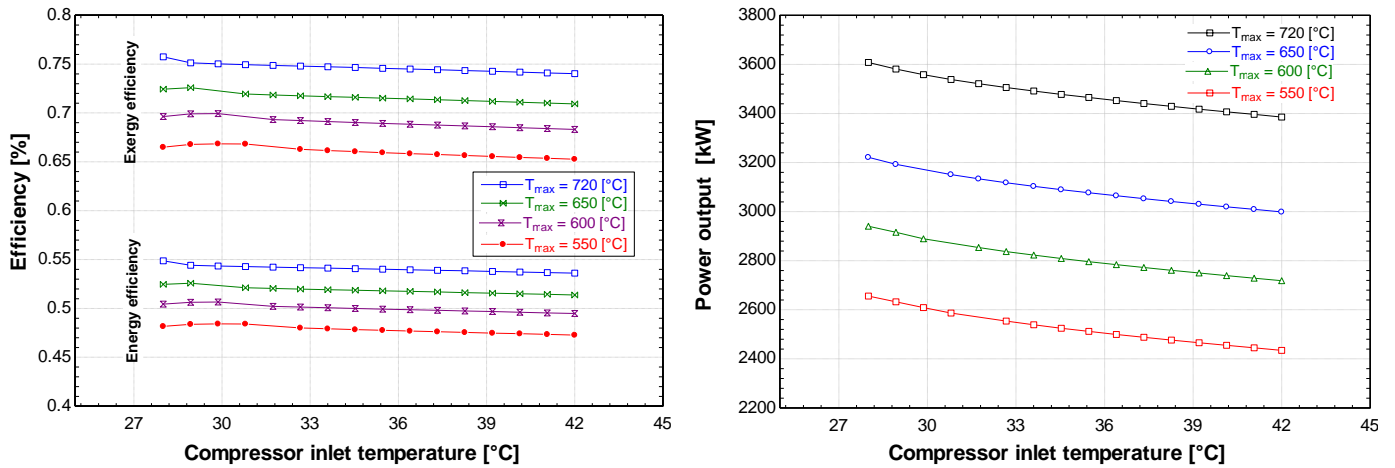 0.8
0.75
0.7
0.65
0.6
0.55
0.5
0.45
0.4
Efficiency [%]
Exergy efficiency
Energy efficiency
Tmax = 720 [°C]
Tmax = 650 [°C]
Tmax = 600 [°C]
Tmax = 550 [°C]
27 30 33 36 39 42 45
Compressor inlet temperature [°C]
3800
3600
3400
3200
3000
2800
2600
2400
2200
Power output [kW]
Tmax = 720 [°C]
Tmax = 650 [°C]
Tmax = 600 [°C]
Tmax = 550 [°C]
27 30 33 36 39 42 45
Compressor inlet temperature [°C]